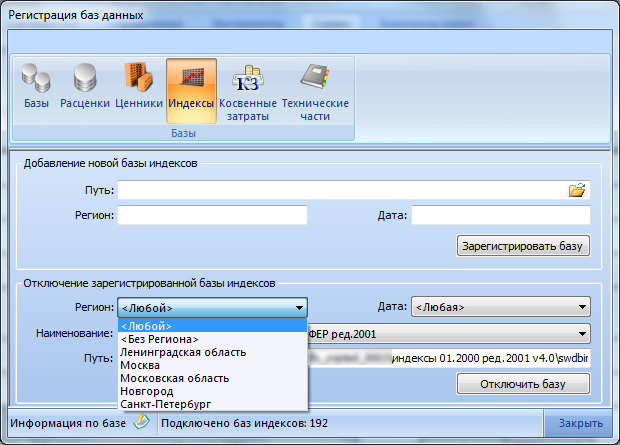 Регистрация баз данных
Базы
Расценки
Ценники
Индексы
Косвенные затраты
Технические части
Базы
Добавление новой базы индексов
Путь:
Регион:
Дата:
Зарегистрировать базу
Отключение зарегистрированной базы индексов
Регион: <Любой>
Дата: <Любая>
<Любой>
<Без Региона>
Ленинградская область
Москва
Московская область
Новгород
Санкт-Петербург
Наименование: ФЕР ред.2001
Путь: индексы 01.2000 ред.2001 v4.0\swdbir
Отключить базу
Информация по базе
Подключено баз индексов: 192
Закрыть